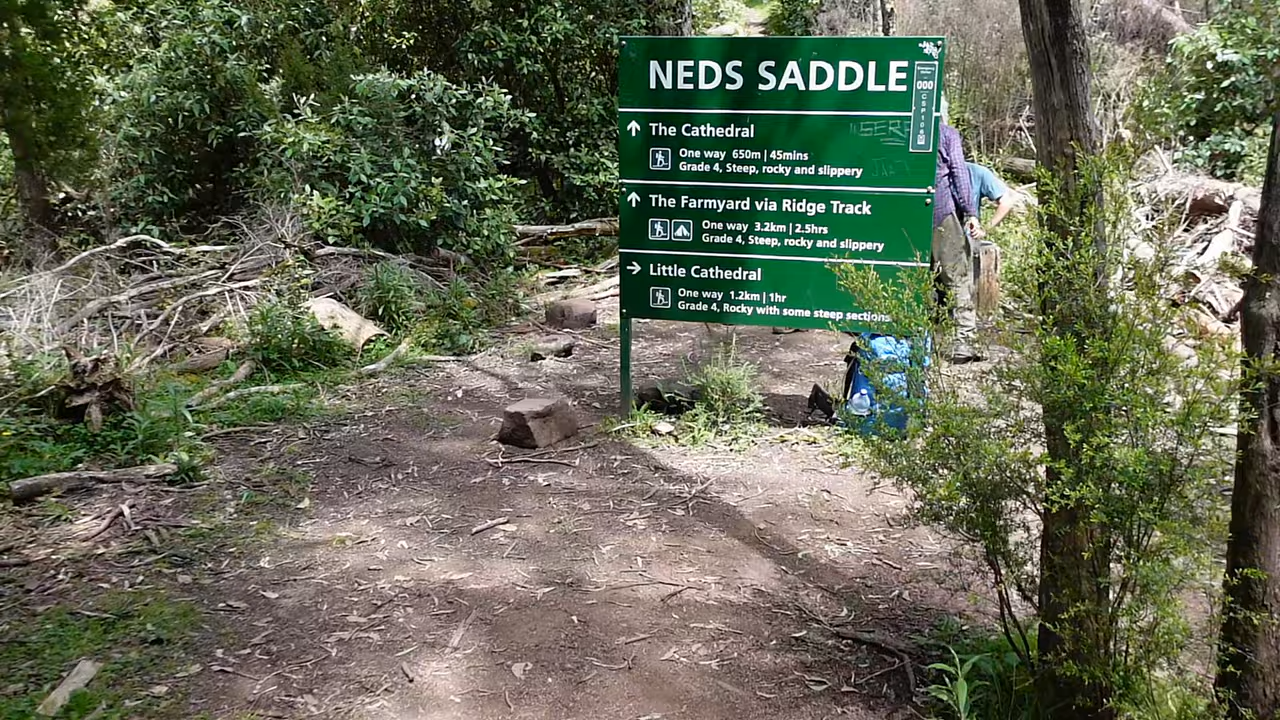 NEDS SADDLE
000
The Cathedral
One way 650m | 45mins
Grade 4, Steep, rocky and slippery
The Farmyard via Ridge Track
One way 3.2km | 2.5hrs
Grade 4, Steep, rocky and slippery
Little Cathedral
One way 1.2km | 1hr
Grade 4, Rocky with some steep sections